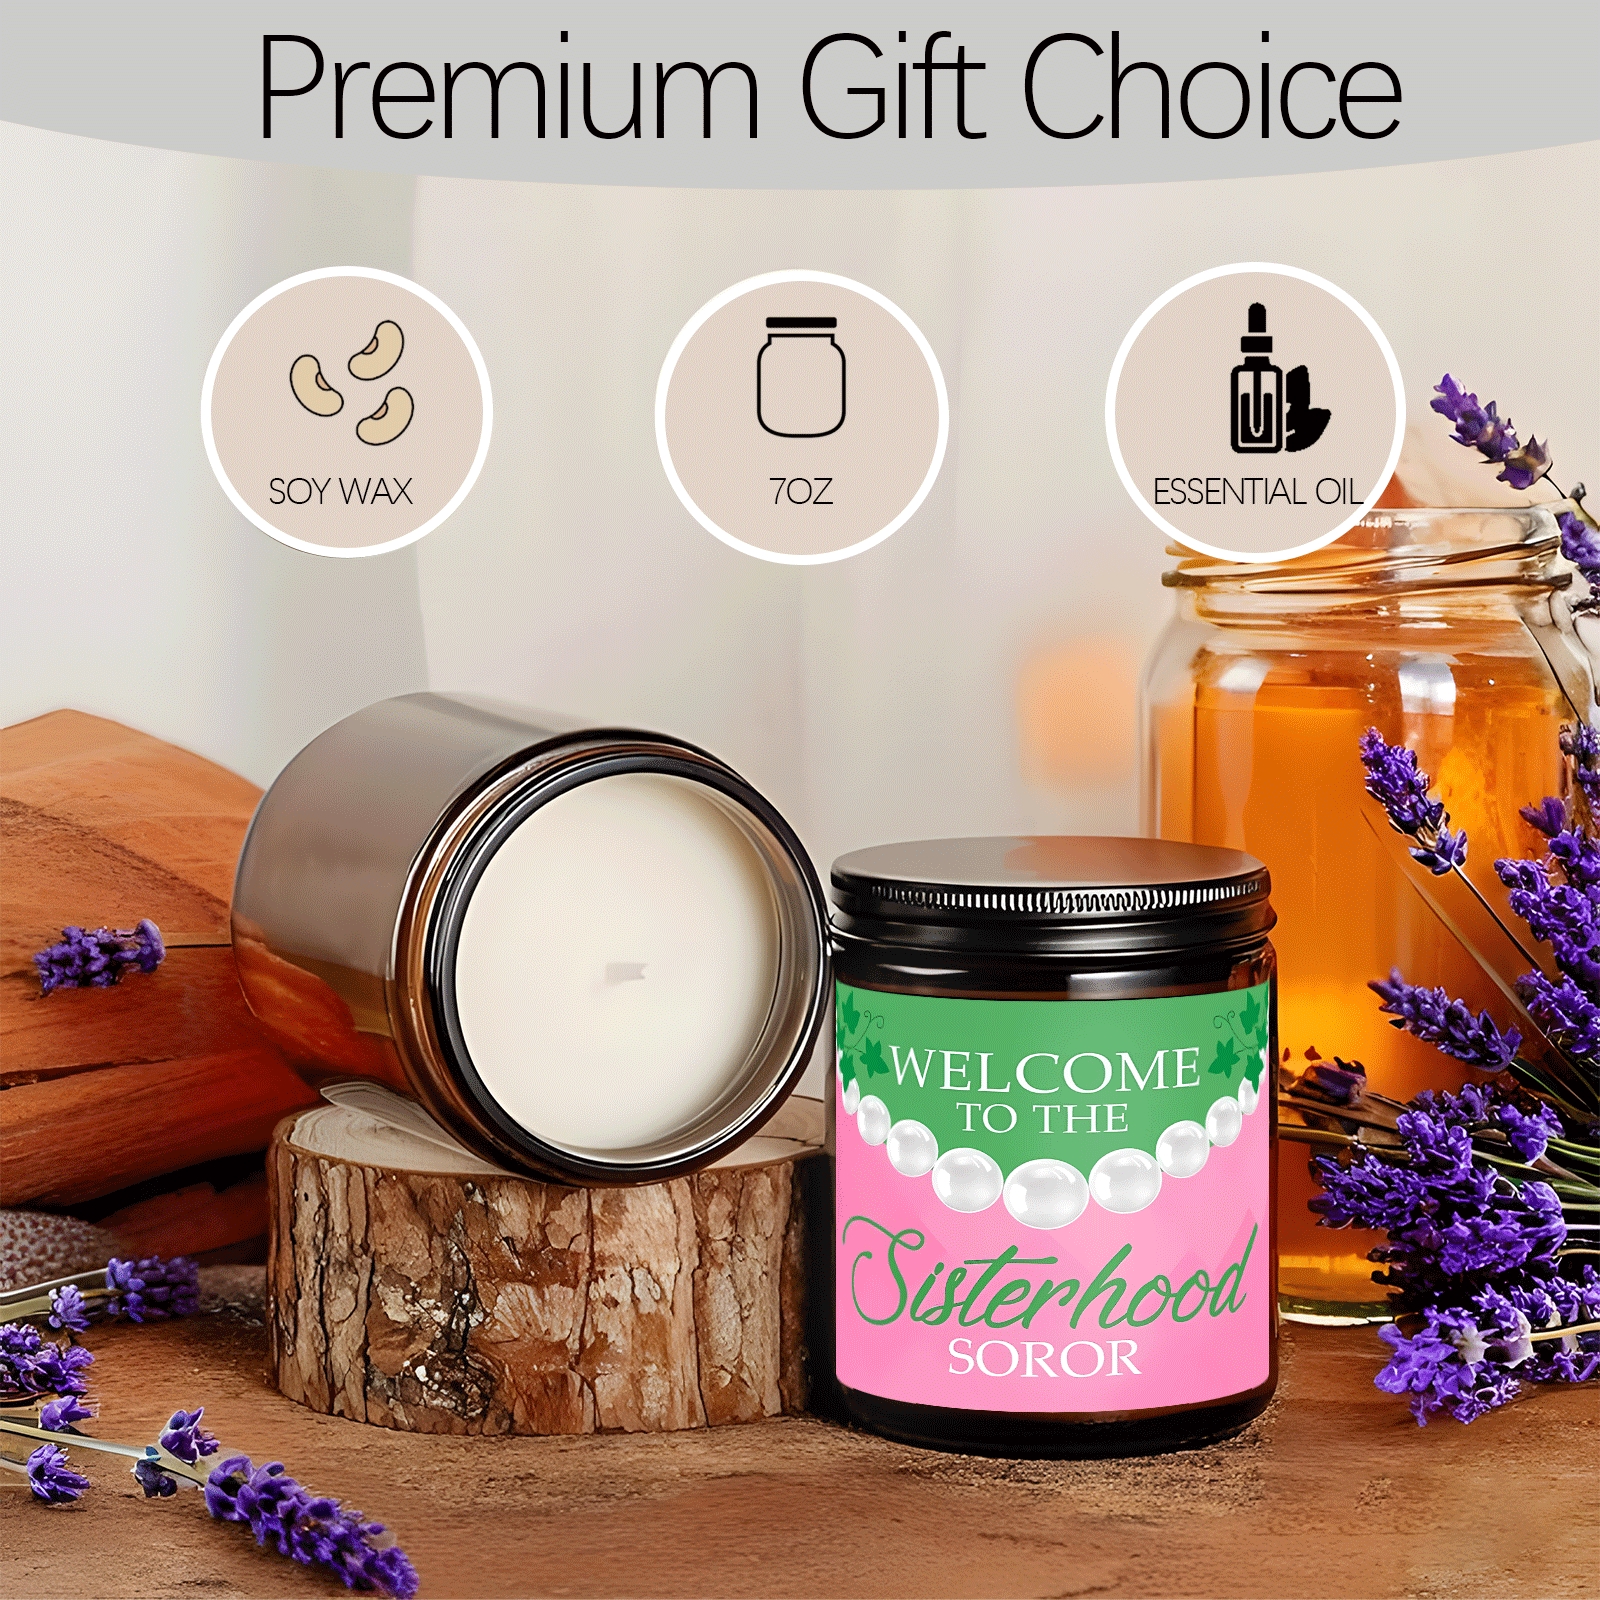 Premium Gift Choice
SOY WAX
7OZ
ESSENTIAL OIL
WELCOME
TO THE
Sisterhood
SOROR